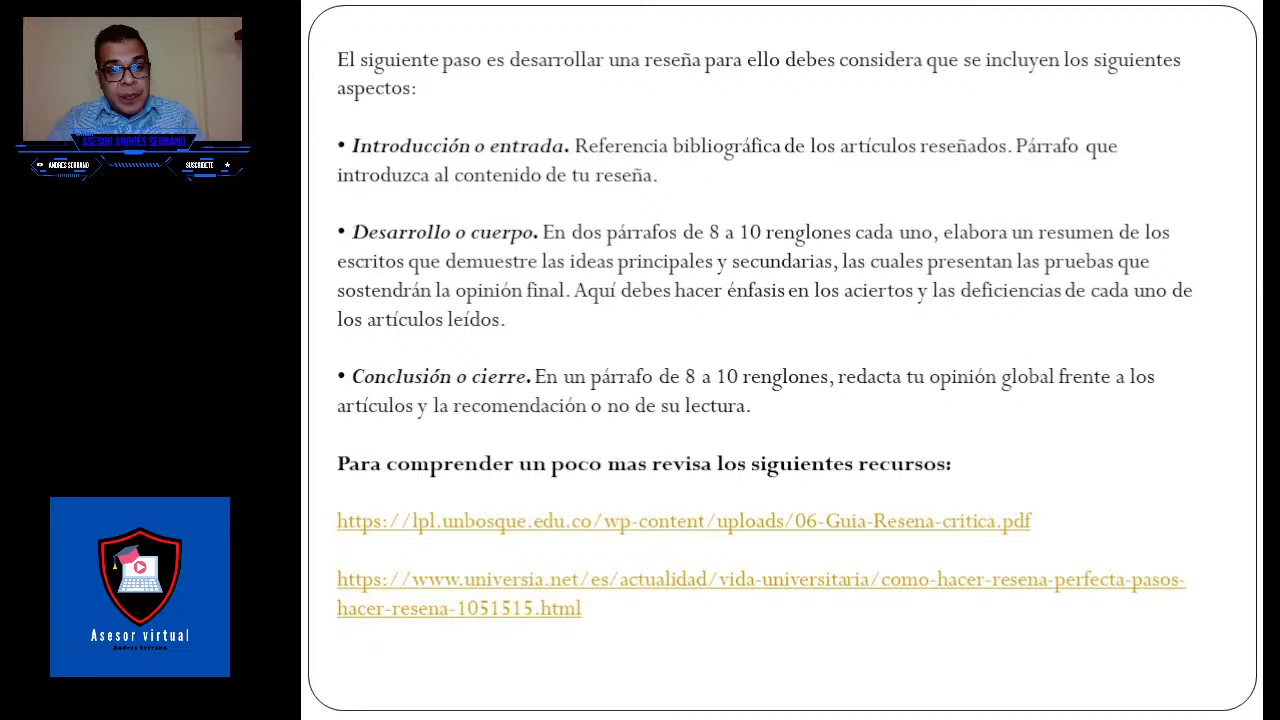 ASESOR ANDRES SERRANO
ANDRES SERRANO
SUSCRIDETE
El siguiente paso es desarrollar una reseña para ello debes considera que se incluyen los siguientes
aspectos:
• Introducción o entrada. Referencia bibliográfica de los artículos reseñados. Párrafo que
introduzca al contenido de tu reseña.
• Desarrollo o cuerpo. En dos párrafos de 8 a 10 renglones cada uno, elabora un resumen de los
escritos que demuestre las ideas principales y secundarias, las cuales presentan las pruebas que
sostendrán la opinión final. Aquí debes hacer énfasis en los aciertos y las deficiencias de cada uno de
los artículos leídos.
• Conclusión o cierre. En un párrafo de 8 a 10 renglones, redacta tu opinión global frente a los
artículos y la recomendación o no de su lectura.
Para comprender un poco mas revisa los siguientes recursos:
https://lpl.unbosque.edu.co/wp-content/uploads/06-Guia-Resena-critica.pdf
https://www.universia.net/es/actualidad/vida-universitaria/como-hacer-resena-perfecta-pasos-
hacer-resena-1051515.html
Asesor virtual
Andres Serrano